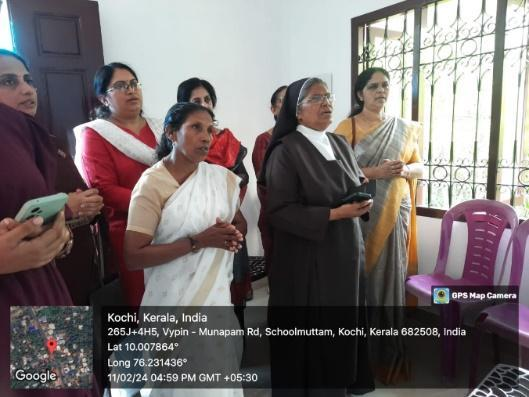 GPS Map Camera
Kochi, Kerala, India
265J+4H5, Vypin - Munapam Rd, Schoolmuttam, Kochi, Kerala 682508, India
Lat 10.007864°
Long 76.231436°
11/02/24 04:59 PM GMT +05:30
Google